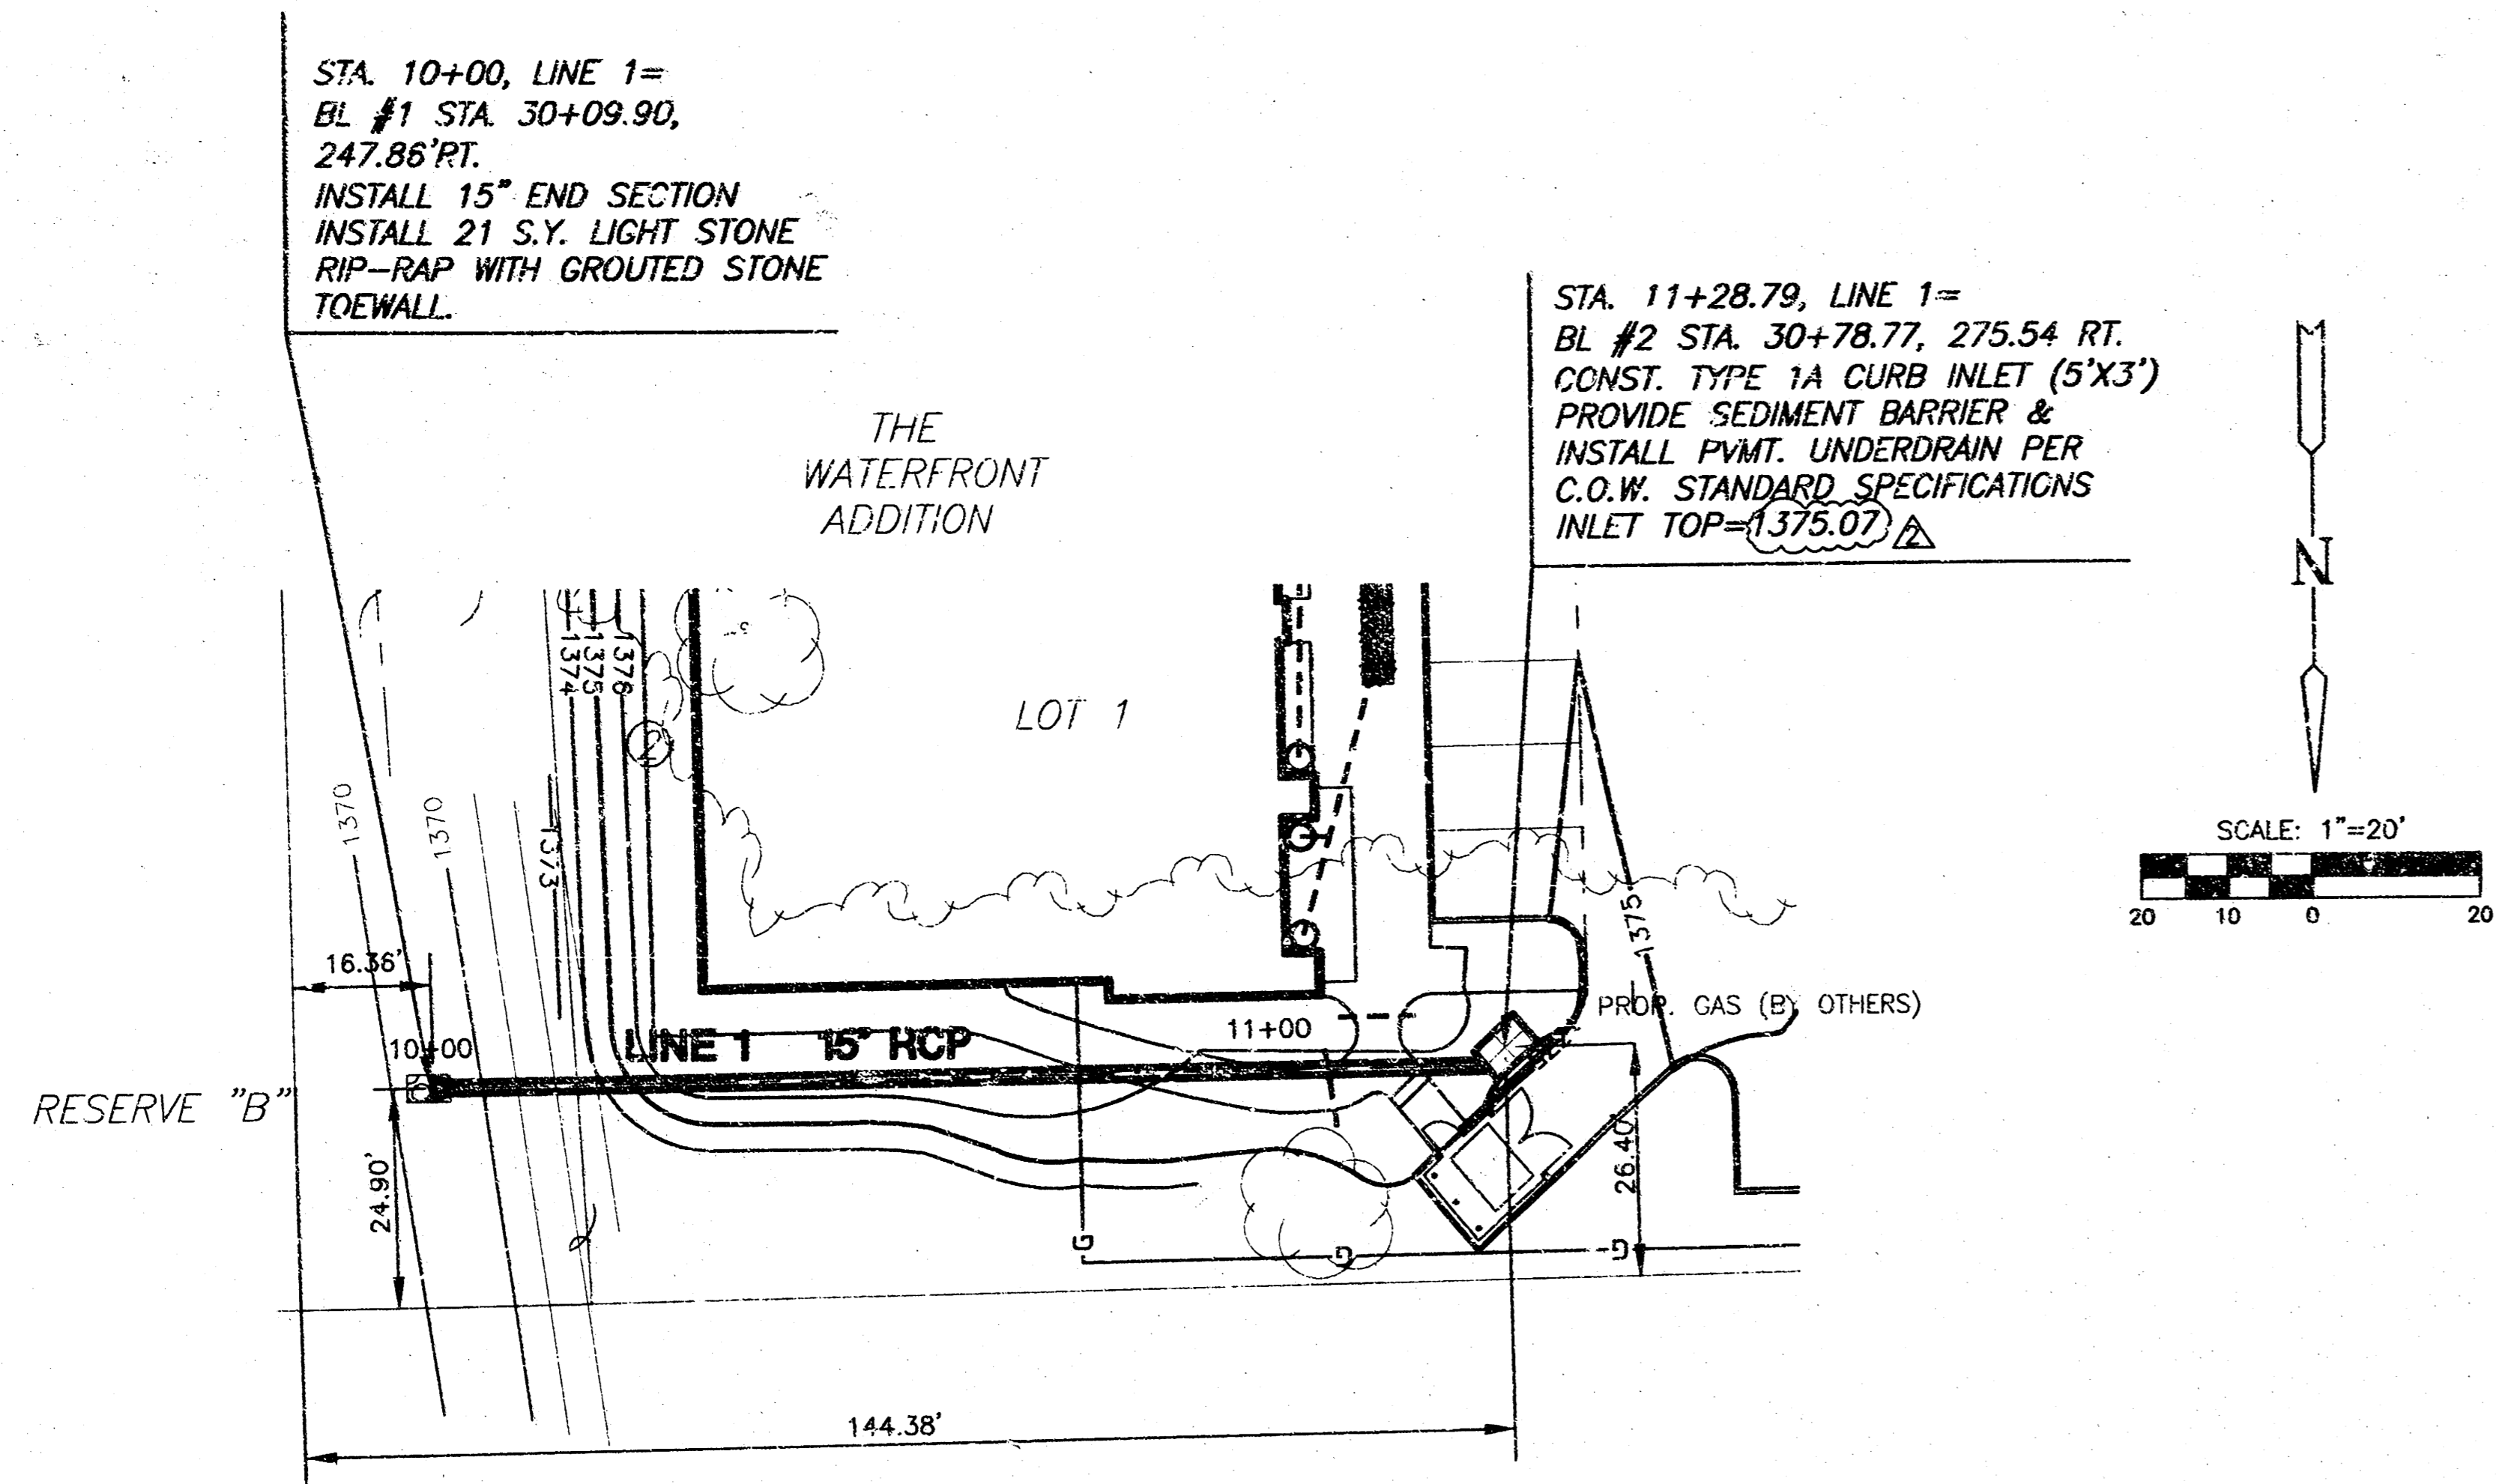 STA. 10+00, LINE 1=
BL #1 STA. 30+09.90,
247.86'RT.
INSTALL 15" END SECTION
INSTALL 21 S.Y. LIGHT STONE
RIP-RAP WITH GROUTED STONE
TOEWALL.
STA. 11+28.79, LINE 1=
BL #2 STA. 30+78.77, 275.54 RT.
CONST. TYPE 1A CURB INLET (5'X3')
PROVIDE SEDIMENT BARRIER &
INSTALL PVMT. UNDERDRAIN PER
C.O.W. STANDARD SPECIFICATIONS
INLET TOP=1375.07 2
THE
WATERFRONT
ADDITION
N
1374
1375
1376
LOT 1
1370
1370
1373
SCALE: 1"=20'
20 10 0 20
1375
16.36'
PROP. GAS (BY OTHERS)
11+00
10+00
LINE 1 15" RCP
RESERVE "B"
24.90'
26.40'
G
G
G
144.38'